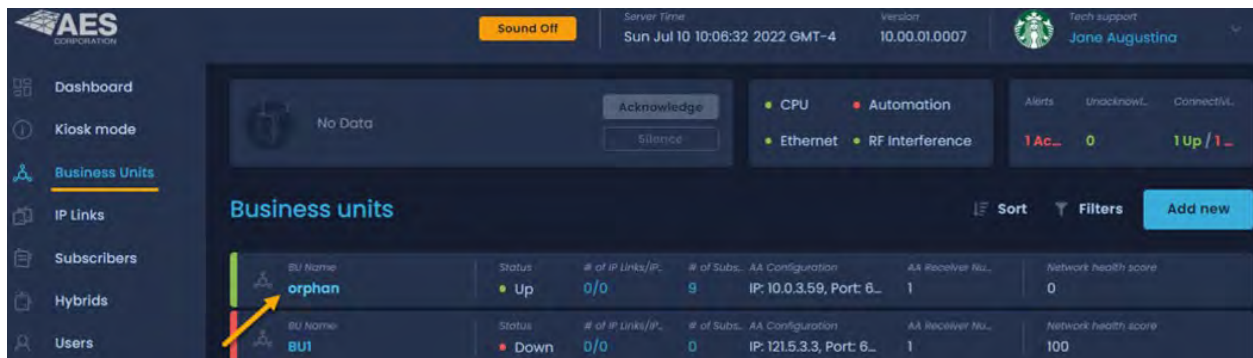 AES
CORPORATION
Sound Off
Server Time
Sun Jul 10 10:06:32 2022 GMT-4
Version
10.00.01.0007
Tech support
Jane Augustina
Dashboard
Kiosk mode
Business Units
IP Links
Subscribers
Hybrids
Users
No Data
Acknowledge
Silence
CPU
Automation
Ethernet
RF Interference
Alerts
Unacknowl...
Connectivi...
1 Ac...
0
1 Up / 1 ...
Business units
Sort
Filters
Add new
BU Name
Status
# of IP Links/IP...
# of Subs...
AA Configuration
AA Receiver Nu...
Network health score
orphan
Up
0/0
9
IP: 10.0.3.59, Port: 6...
1
0
BU Name
Status
# of IP Links/IP...
# of Subs...
AA Configuration
AA Receiver Nu...
Network health score
BU1
Down
0/0
0
IP: 121.5.3.3, Port: 6...
1
100